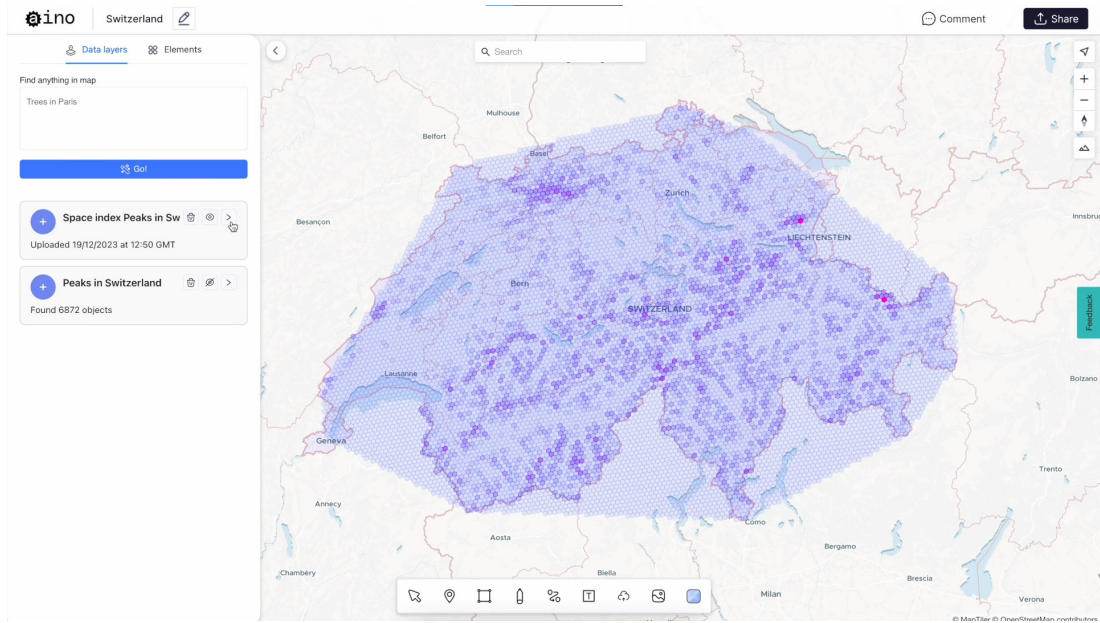 aino
Switzerland
Comment
Share
Data layers
Elements
Find anything in map
Trees in Paris
Go!
Space index Peaks in Sw
Uploaded 19/12/2023 at 12:50 GMT
Peaks in Switzerland
Found 6872 objects
Search
Mulhouse
Belfort
Basel
Zurich
Besançon
Innsbruc
LIECHTENSTEIN
Bern
SWITZERLAND
Feedback
Lausanne
Bolzano
Geneva
Trento
Annecy
Como
Aosta
Bergamo
Chambéry
Biella
Brescia
Milan
Verona
© MapTiler © OpenStreetMap contributors